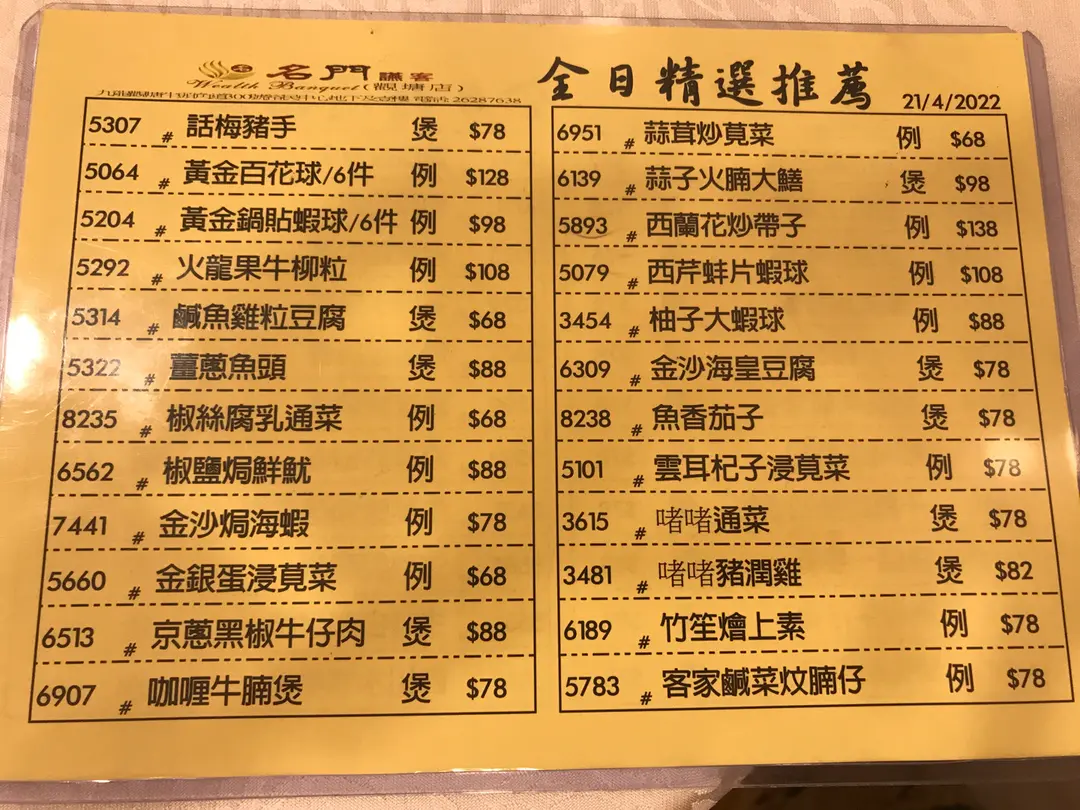 名門讌客
Wealth Banquet(觀塘店)
全日精選推薦 21/4/2022
5307 # 話梅豬手 煲 $78
5064 # 黃金百花球/6件 例 $128
5204 # 黃金鍋貼蝦球/6件 例 $98
5292 # 火龍果牛柳粒 例 $108
5314 # 鹹魚雞粒豆腐 煲 $68
5322 # 薑蔥魚頭 煲 $88
8235 # 椒絲腐乳通菜 例 $68
6562 # 椒鹽焗鮮魷 例 $88
7441 # 金沙焗海蝦 例 $78
5660 # 金銀蛋浸莧菜 例 $68
6513 # 京蔥黑椒牛仔肉 煲 $88
6907 # 咖喱牛腩煲 煲 $78
6951 # 蒜茸炒莧菜 例 $68
6139 # 蒜子火腩大鱔 煲 $98
5893 # 西蘭花炒帶子 例 $138
5079 # 西芹蚌片蝦球 例 $108
3454 # 柚子大蝦球 例 $88
6309 # 金沙海皇豆腐 煲 $78
8238 # 魚香茄子 煲 $78
5101 # 雲耳杞子浸莧菜 例 $78
3615 # 啫啫通菜 煲 $78
3481 # 啫啫豬潤雞 煲 $82
6189 # 竹笙燴上素 例 $78
5783 # 客家鹹菜炆腩仔 例 $78